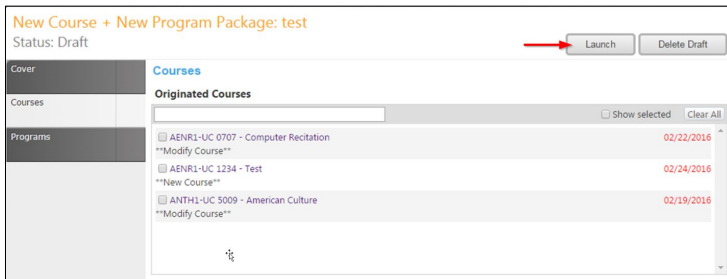 New Course + New Program Package: test
Status: Draft
Launch
Delete Draft
Cover
Courses
Programs
Courses
Originated Courses
Show selected
Clear All
AENR1-UC 0707 - Computer Recitation
02/22/2016
**Modify Course**
AENR1-UC 1234 - Test
02/24/2016
**New Course**
ANTH1-UC 5009 - American Culture
02/19/2016
**Modify Course**